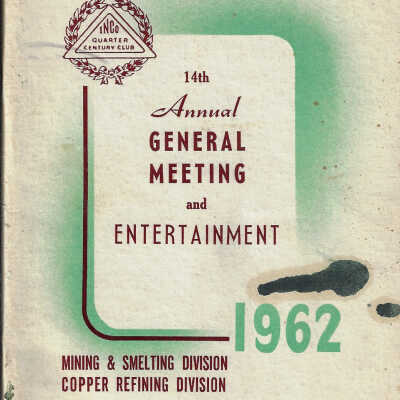 INCO
QUARTER
CENTURY CLUB
14th
Annual
GENERAL
MEETING
and
ENTERTAINMENT
1962
MINING & SMELTING DIVISION
COPPER REFINING DIVISION